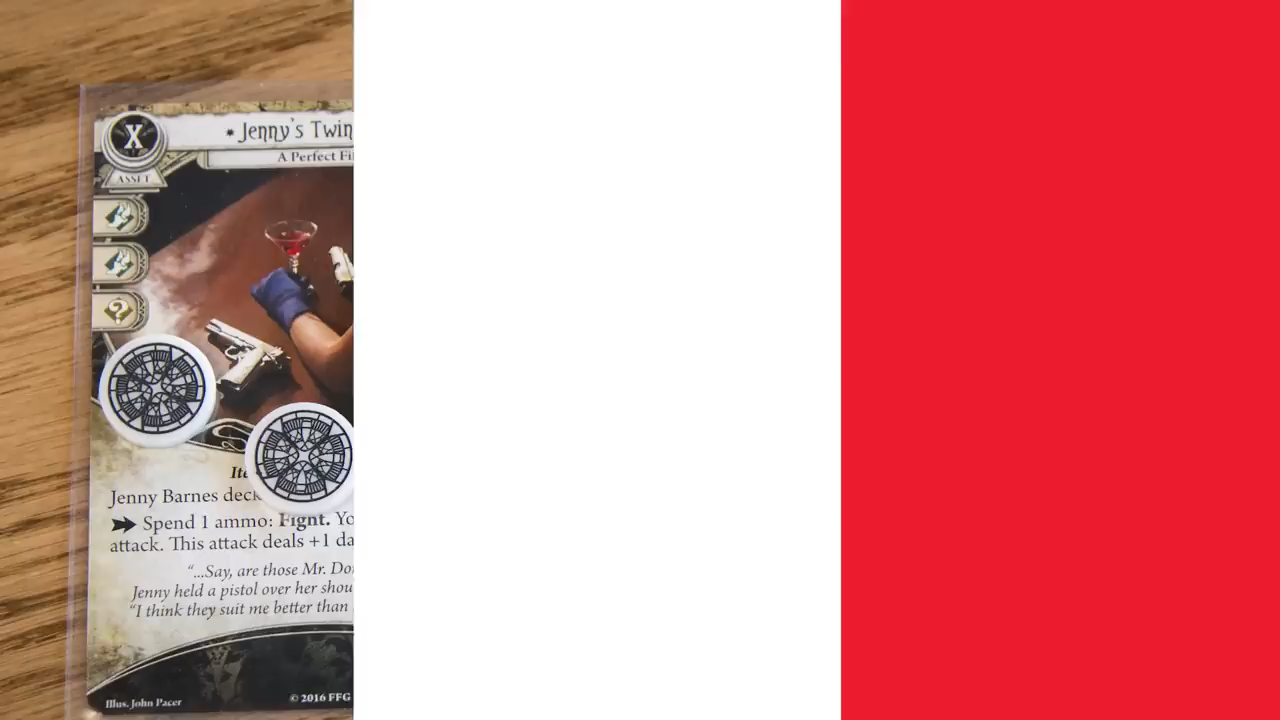 X
Jenny's Twin
A Perfect
ASSET
Jenny Barnes deck
Spend 1 ammo: Fight. Yo
attack. This attack deals +1 da
"...Say, are those Mr. Do
Jenny held a pistol over her shou
"I think they suit me better than
Illus. John Pacer
© 2016 FFG